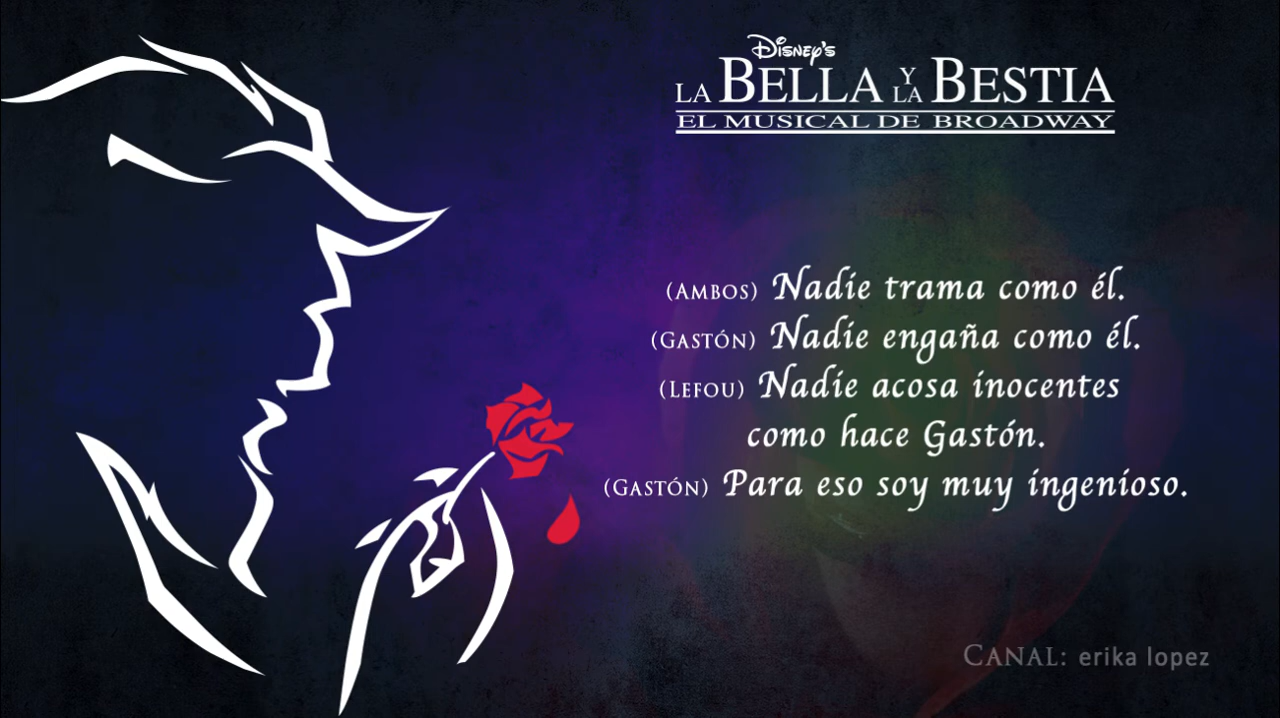 DISNEY'S
LA BELLA Y LA BESTIA
EL MUSICAL DE BROADWAY
(AMBOS) Nadie trama como él.
(GASTÓN) Nadie engaña como él.
(LEFOU) Nadie acosa inocentes
como hace Gastón.
(GASTÓN) Para eso soy muy ingenioso.
CANAL: erika lopez